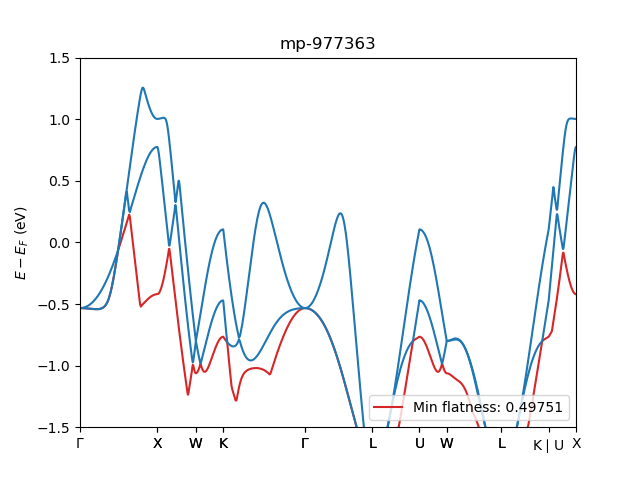 mp-977363
E − E_F (eV)
1.5
1.0
0.5
0.0
−0.5
−1.0
−1.5
Min flatness: 0.49751
Γ X W K Γ L U W L K | U X